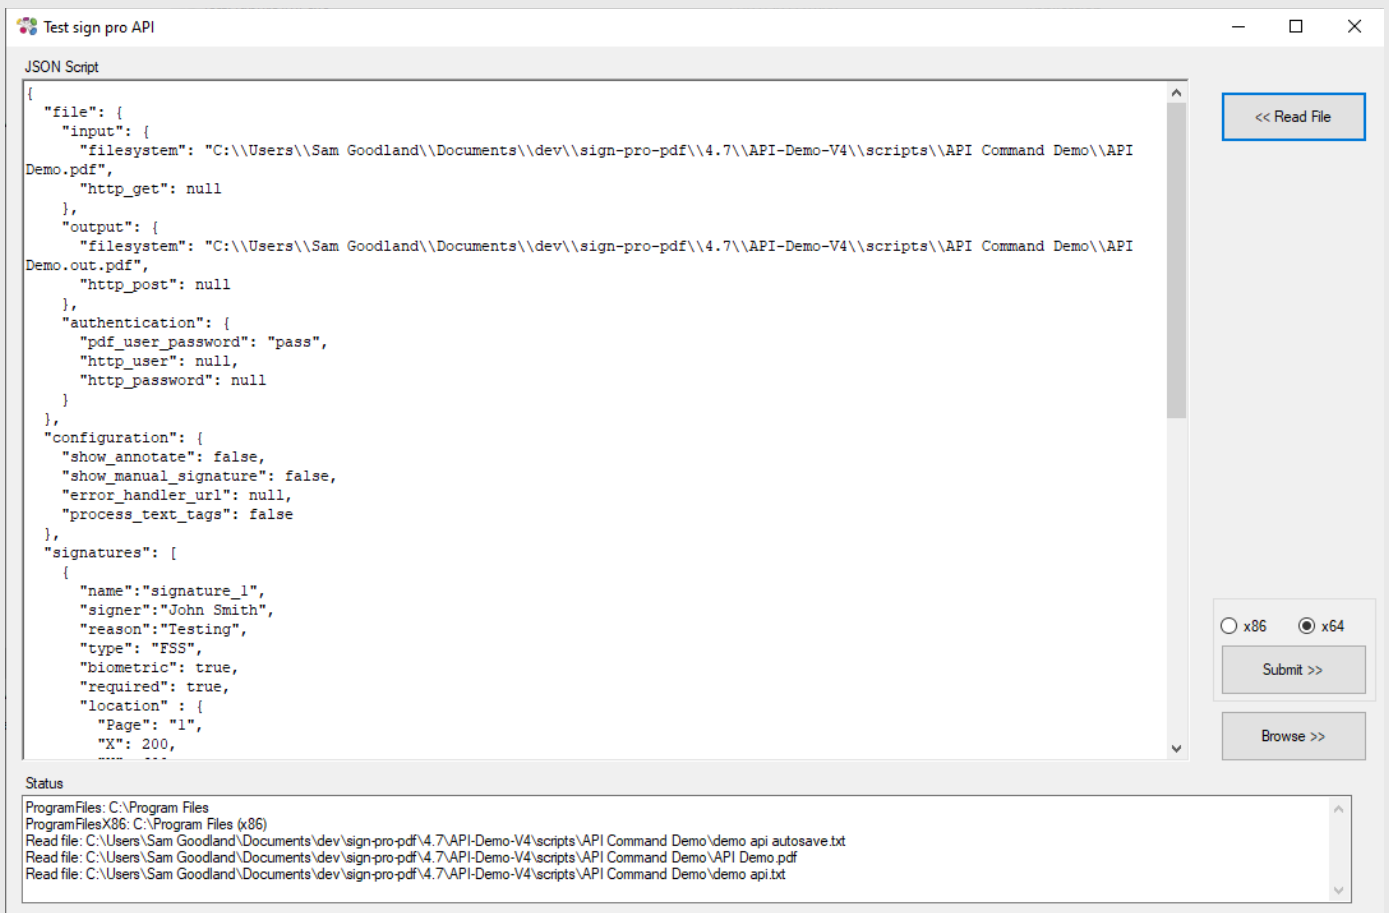 Test sign pro API
JSON Script
{
  "file": {
    "input": {
      "filesystem": "C:\\Users\\Sam Goodland\\Documents\\dev\\sign-pro-pdf\\4.7\\API-Demo-V4\\scripts\\API Command Demo\\API
Demo.pdf",
      "http_get": null
    },
    "output": {
      "filesystem": "C:\\Users\\Sam Goodland\\Documents\\dev\\sign-pro-pdf\\4.7\\API-Demo-V4\\scripts\\API Command Demo\\API
Demo.out.pdf",
      "http_post": null
    },
    "authentication": {
      "pdf_user_password": "pass",
      "http_user": null,
      "http_password": null
    }
  },
  "configuration": {
    "show_annotate": false,
    "show_manual_signature": false,
    "error_handler_url": null,
    "process_text_tags": false
  },
  "signatures": [
    {
      "name":"signature_1",
      "signer":"John Smith",
      "reason":"Testing",
      "type": "FSS",
      "biometric": true,
      "required": true,
      "location" : {
        "Page": "1",
        "X": 200,
<< Read File
x86 x64
Submit >>
Browse >>
Status
ProgramFiles: C:\Program Files
ProgramFilesX86: C:\Program Files (x86)
Read file: C:\Users\Sam Goodland\Documents\dev\sign-pro-pdf\4.7\API-Demo-V4\scripts\API Command Demo\demo api autosave.txt
Read file: C:\Users\Sam Goodland\Documents\dev\sign-pro-pdf\4.7\API-Demo-V4\scripts\API Command Demo\API Demo.pdf
Read file: C:\Users\Sam Goodland\Documents\dev\sign-pro-pdf\4.7\API-Demo-V4\scripts\API Command Demo\demo api.txt